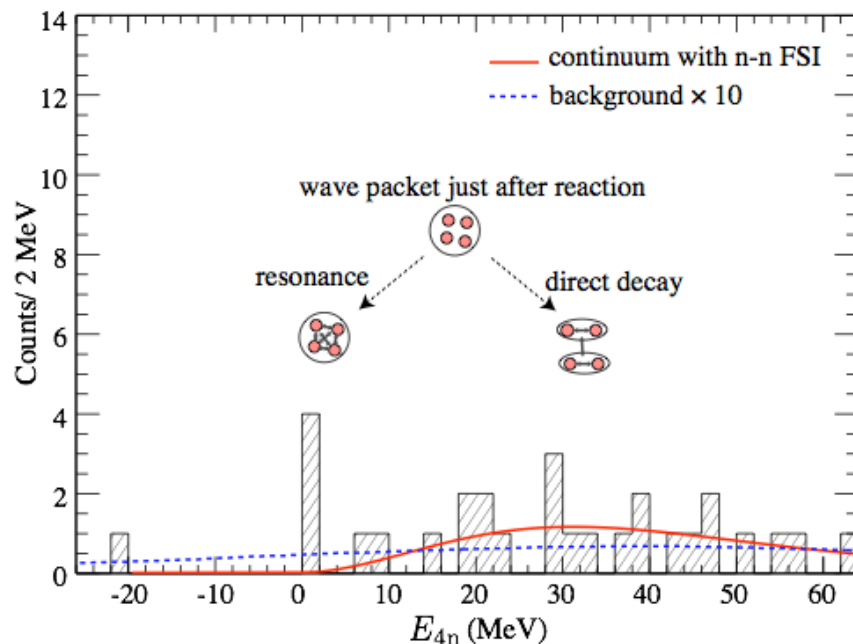 14
12
10
8
6
4
2
0
Counts/ 2 MeV
continuum with n-n FSI
background × 10
wave packet just after reaction
resonance
direct decay
-20 -10 0 10 20 30 40 50 60
E4n (MeV)